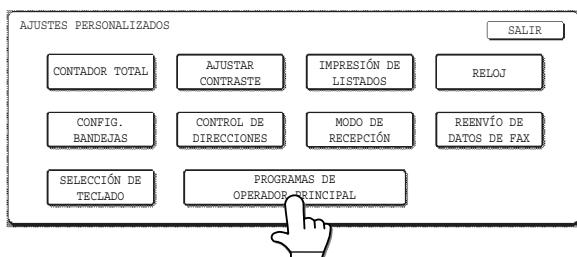 AJUSTES PERSONALIZADOS
SALIR
CONTADOR TOTAL
AJUSTAR
CONTRASTE
IMPRESIÓN DE
LISTADOS
RELOJ
CONFIG.
BANDEJAS
CONTROL DE
DIRECCIONES
MODO DE
RECEPCIÓN
REENVÍO DE
DATOS DE FAX
SELECCIÓN DE
TECLADO
PROGRAMAS DE
OPERADOR PRINCIPAL